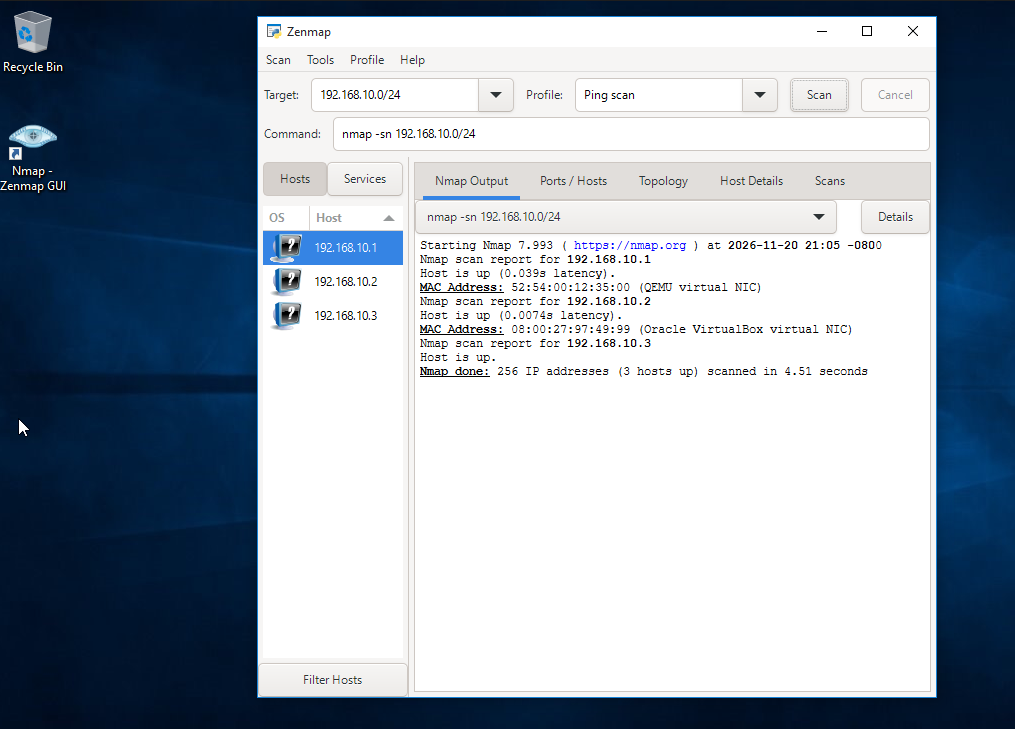 Recycle Bin
Nmap -
Zenmap GUI
Zenmap
Scan Tools Profile Help
Target: 192.168.10.0/24 Profile: Ping scan Scan Cancel
Command: nmap -sn 192.168.10.0/24
Hosts Services
OS Host
192.168.10.1
192.168.10.2
192.168.10.3
Filter Hosts
Nmap Output Ports / Hosts Topology Host Details Scans
nmap -sn 192.168.10.0/24 Details
Starting Nmap 7.993 ( https://nmap.org ) at 2026-11-20 21:05 -0800
Nmap scan report for 192.168.10.1
Host is up (0.039s latency).
MAC Address: 52:54:00:12:35:00 (QEMU virtual NIC)
Nmap scan report for 192.168.10.2
Host is up (0.0074s latency).
MAC Address: 08:00:27:97:49:99 (Oracle VirtualBox virtual NIC)
Nmap scan report for 192.168.10.3
Host is up.
Nmap done: 256 IP addresses (3 hosts up) scanned in 4.51 seconds